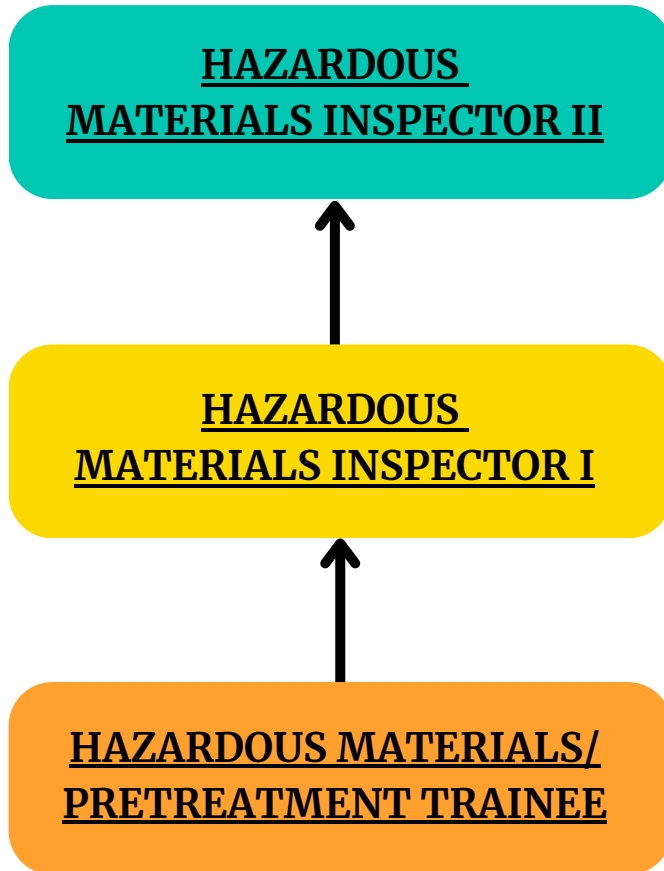 HAZARDOUS
MATERIALS INSPECTOR II
HAZARDOUS
MATERIALS INSPECTOR I
HAZARDOUS MATERIALS/
PRETREATMENT TRAINEE